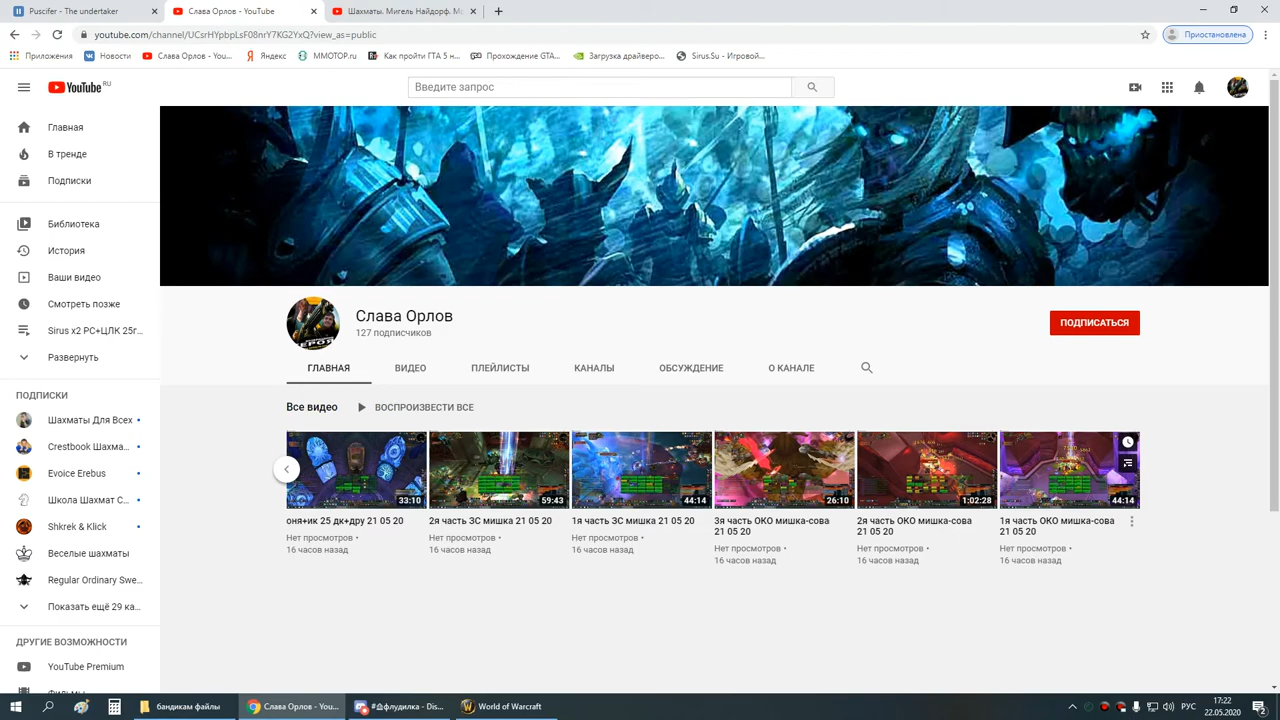 Pucifer - The undertaker
Слава Орлов - YouTube
Шахматы. Мигель Найдорф. М
youtube.com/channel/UCsrHYpbpLsF08nrY7KG2YxQ?view_as=public
Приостановлена
Приложения
Новости
Слава Орлов - You...
Яндекс
MMOTOP.ru
Как пройти ГТА 5 н...
Прохождение GTA...
Загрузка драйверо...
Sirus.Su - Игровой...
YouTube RU
Введите запрос
Главная
В тренде
Подписки
Библиотека
История
Ваши видео
Смотреть позже
Sirus x2 РС+ЦЛК 25г...
Развернуть
ПОДПИСКИ
Шахматы Для Всех
Crestbook Шахма...
Evoice Erebus
Школа Шахмат С...
Shkrek & Klick
Веселые шахматы
Regular Ordinary Swe...
Показать ещё 29 ка...
ДРУГИЕ ВОЗМОЖНОСТИ
YouTube Premium
Фильмы
Слава Орлов
127 подписчиков
ПОДПИСАТЬСЯ
ГЛАВНАЯ
ВИДЕО
ПЛЕЙЛИСТЫ
КАНАЛЫ
ОБСУЖДЕНИЕ
О КАНАЛЕ
Все видео
ВОСПРОИЗВЕСТИ ВСЕ
33:10
оня+ик 25 дк+дру 21 05 20
Нет просмотров •
16 часов назад
59:43
2я часть ЗС мишка 21 05 20
Нет просмотров •
16 часов назад
44:14
1я часть ЗС мишка 21 05 20
Нет просмотров •
16 часов назад
26:10
3я часть ОКО мишка-сова
21 05 20
Нет просмотров •
16 часов назад
1:02:28
2я часть ОКО мишка-сова
21 05 20
Нет просмотров •
16 часов назад
44:14
1я часть ОКО мишка-сова
21 05 20
Нет просмотров •
16 часов назад
бандикам файлы
Слава Орлов - You...
#🤖флудилка - Dis...
World of Warcraft
РУС
17:22
22.05.2020